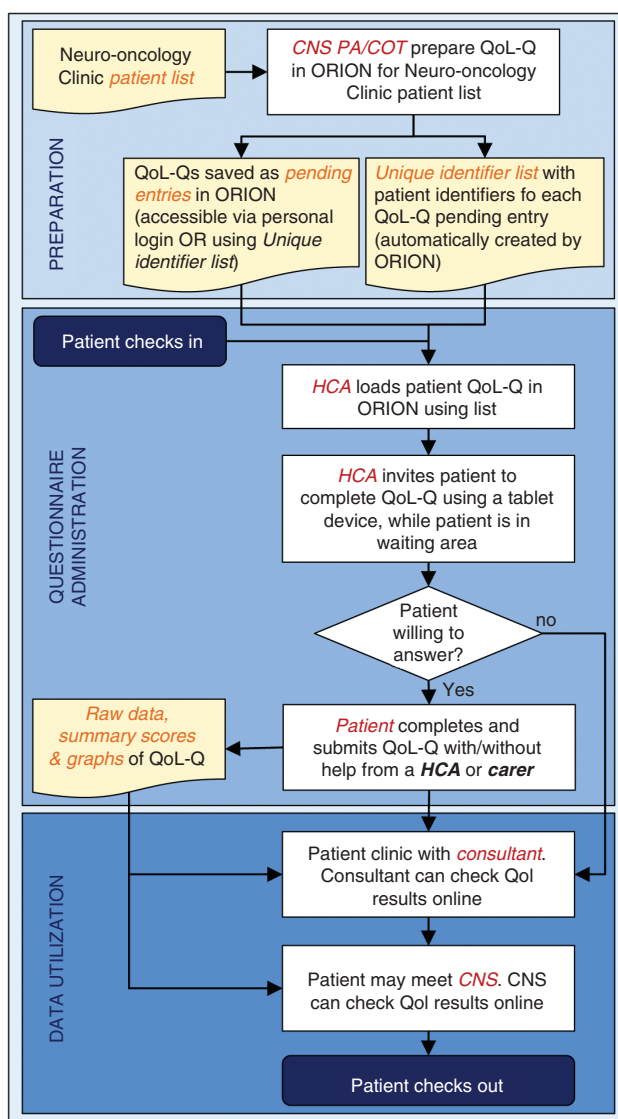 Neuro-oncology
Clinic patient list
CNS PA/COT prepare QoL-Q
in ORION for Neuro-oncology
Clinic patient list
PREPARATION
QoL-Qs saved as pending
entries in ORION
(accessible via personal
login OR using Unique
identifier list)
Unique identifier list with
patient identifiers fo each
QoL-Q pending entry
(automatically created by
ORION)
Patient checks in
QUESTIONNAIRE
ADMINISTRATION
HCA loads patient QoL-Q in
ORION using list
HCA invites patient to
complete QoL-Q using a tablet
device, while patient is in
waiting area
Patient
willing to
answer?
no
Yes
Raw data,
summary scores
& graphs of QoL-Q
Patient completes and
submits QoL-Q with/without
help from a HCA or carer
DATA UTILIZATION
Patient clinic with consultant.
Consultant can check Qol
results online
Patient may meet CNS. CNS
can check Qol results online
Patient checks out